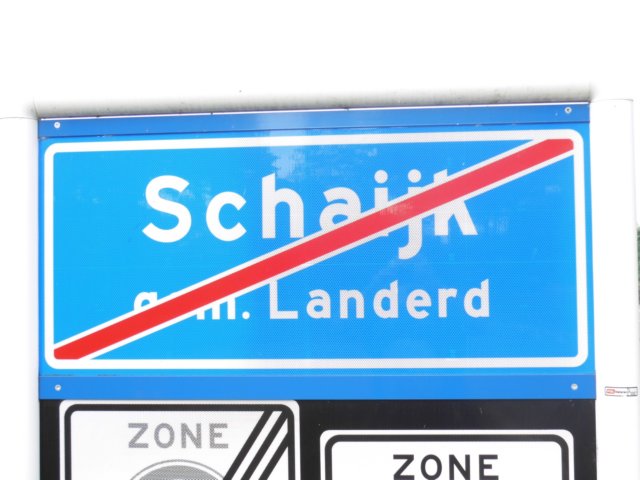 Schaijk
gem. Landerd
ZONE
ZONE